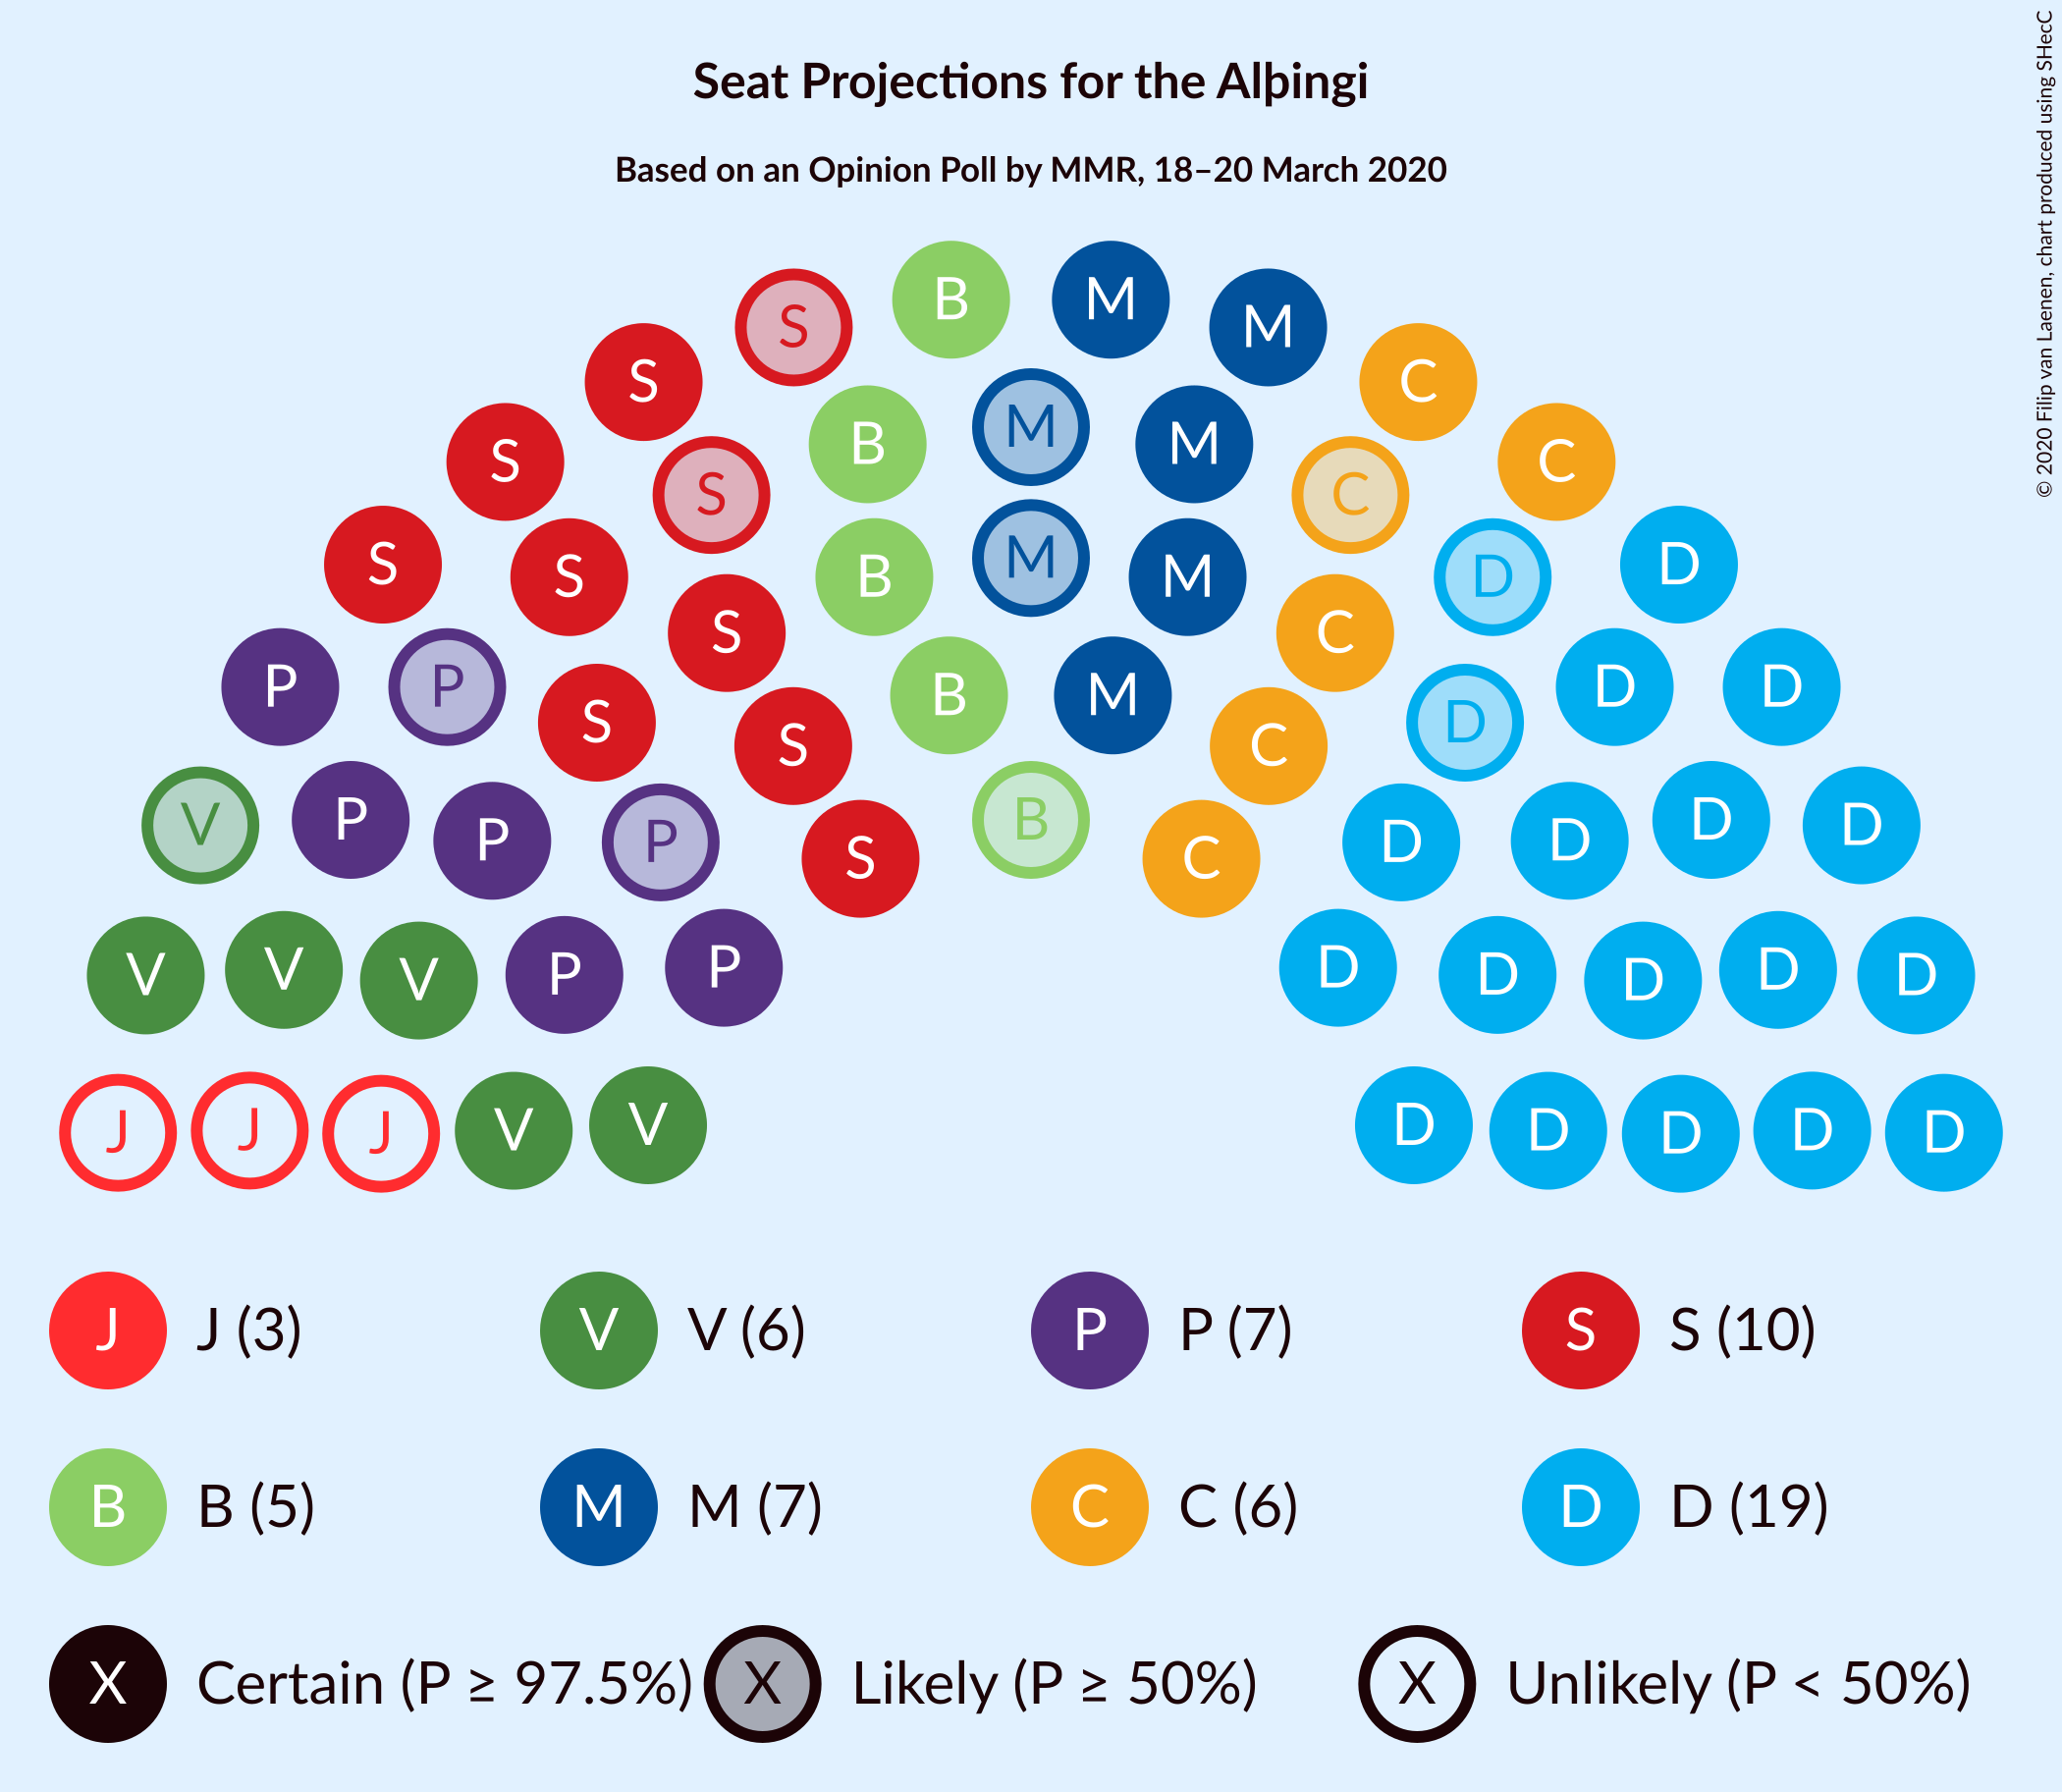 Seat Projections for the Alþingi
Based on an Opinion Poll by MMR, 18–20 March 2020
© 2020 Filip van Laenen, chart produced using SHecC
B M
S M
S C
M
B M
S C
S C
M
S B M
D
S D
S C
P P D D
B M
S D
S C
V P P D D
P B D
S C
V V V P P D D D D D
J J J V V D D D D D
J J (3) V V (6) P P (7) S S (10)
B B (5) M M (7) C C (6) D D (19)
X Certain (P ≥ 97.5%) X Likely (P ≥ 50%) X Unlikely (P < 50%)